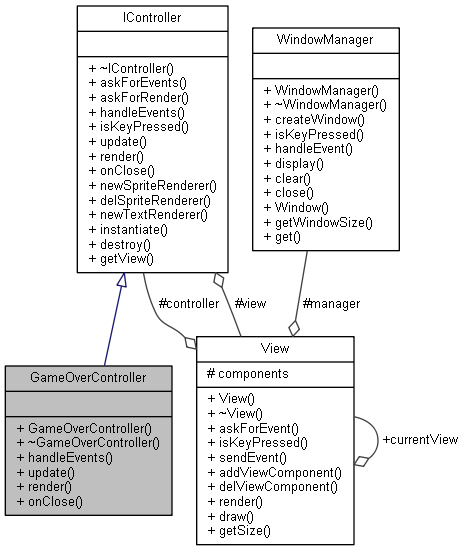 IController
+ ~IController()
+ askForEvents()
+ askForRender()
+ handleEvents()
+ isKeyPressed()
+ update()
+ render()
+ onClose()
+ newSpriteRenderer()
+ delSpriteRenderer()
+ newTextRenderer()
+ instantiate()
+ destroy()
+ getView()
WindowManager
+ WindowManager()
+ ~WindowManager()
+ createWindow()
+ isKeyPressed()
+ handleEvent()
+ display()
+ clear()
+ close()
+ Window()
+ getWindowSize()
+ get()
#controller
#view
#manager
GameOverController
+ GameOverController()
+ ~GameOverController()
+ handleEvents()
+ update()
+ render()
+ onClose()
View
# components
+ View()
+ ~View()
+ askForEvent()
+ isKeyPressed()
+ sendEvent()
+ addViewComponent()
+ delViewComponent()
+ render()
+ draw()
+ getSize()
+currentView